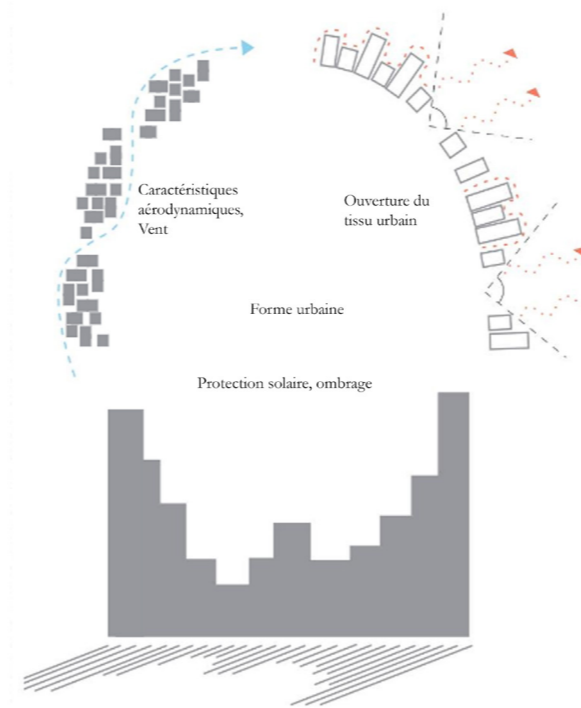 Caractéristiques
aérodynamiques,
Vent
Ouverture du
tissu urbain
Forme urbaine
Protection solaire, ombrage